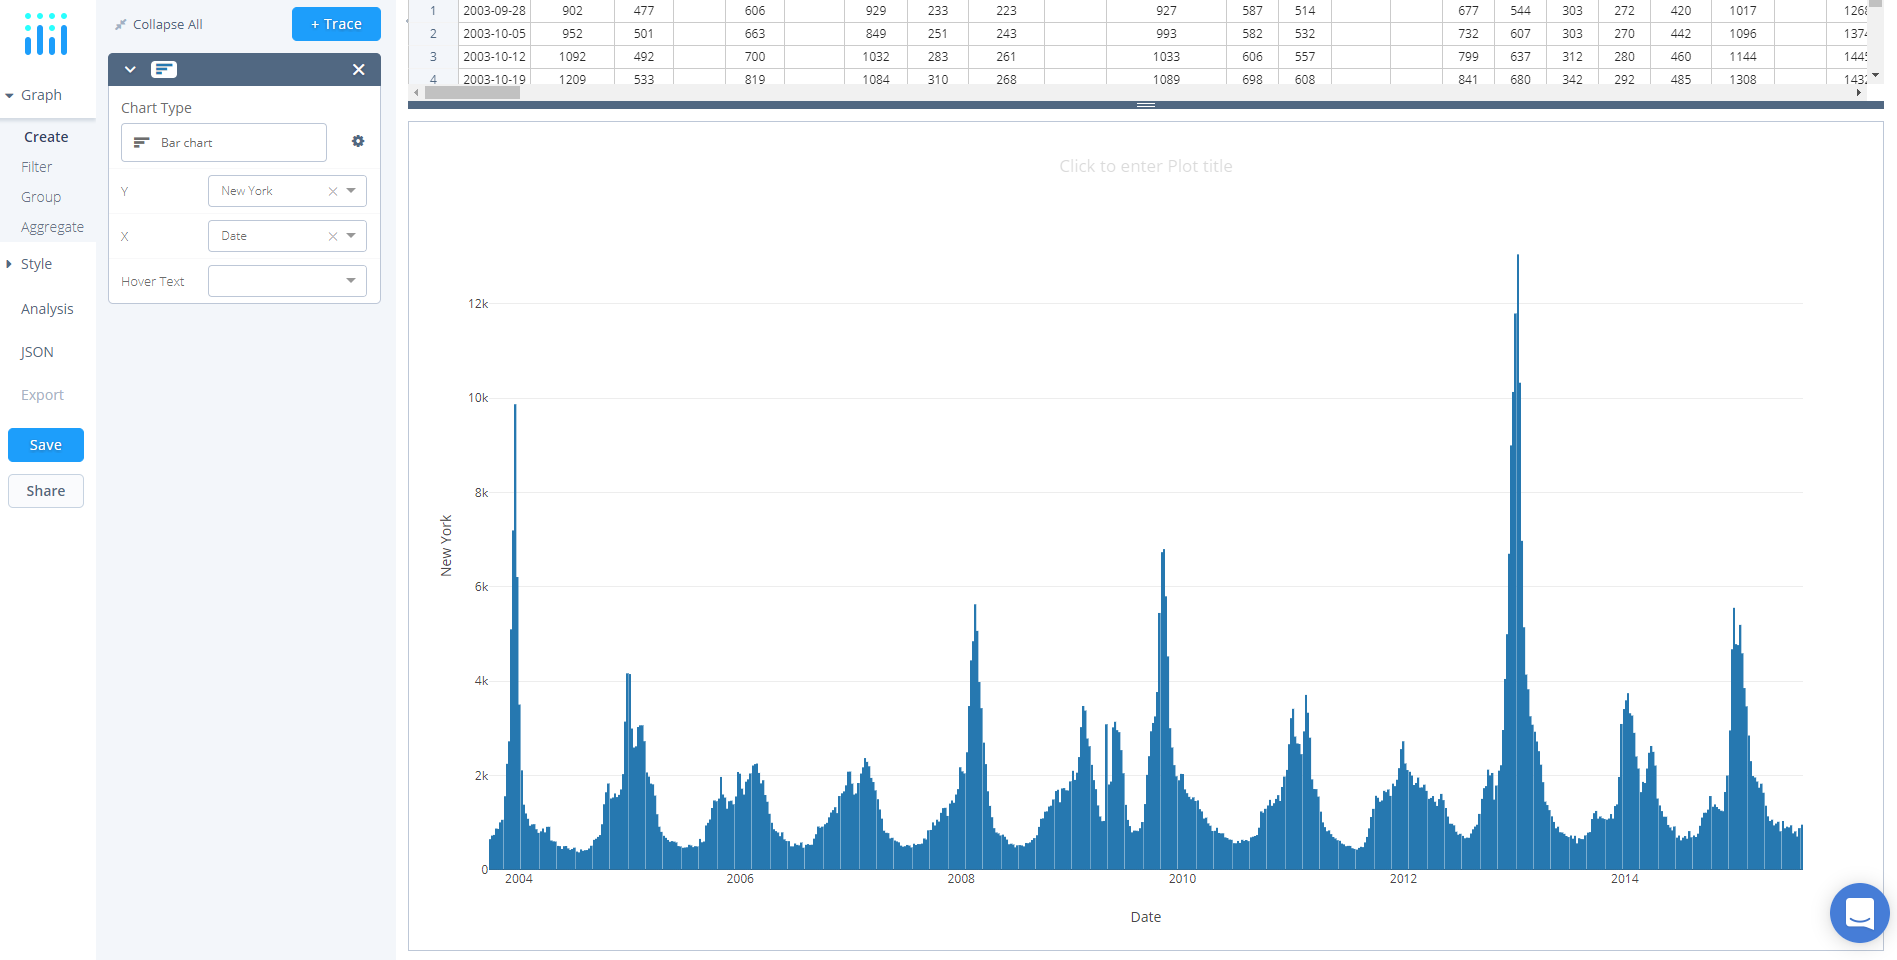 Collapse All
+ Trace
Graph
Create
Filter
Group
Aggregate
Style
Analysis
JSON
Export
Save
Share
Chart Type
Bar chart
Y New York
X Date
Hover Text
1 2003-09-28 902 477 606 929 233 223 927 587 514 677 544 303 272 420 1017 1268
2 2003-10-05 952 501 663 849 251 243 993 582 532 732 607 303 270 442 1096 1374
3 2003-10-12 1092 492 700 1032 283 261 1033 606 557 799 637 312 280 460 1144 1445
4 2003-10-19 1209 533 819 1084 310 268 1089 698 608 841 680 342 292 485 1308 1432
Click to enter Plot title
12k
10k
8k
6k
4k
2k
0
New York
2004 2006 2008 2010 2012 2014
Date